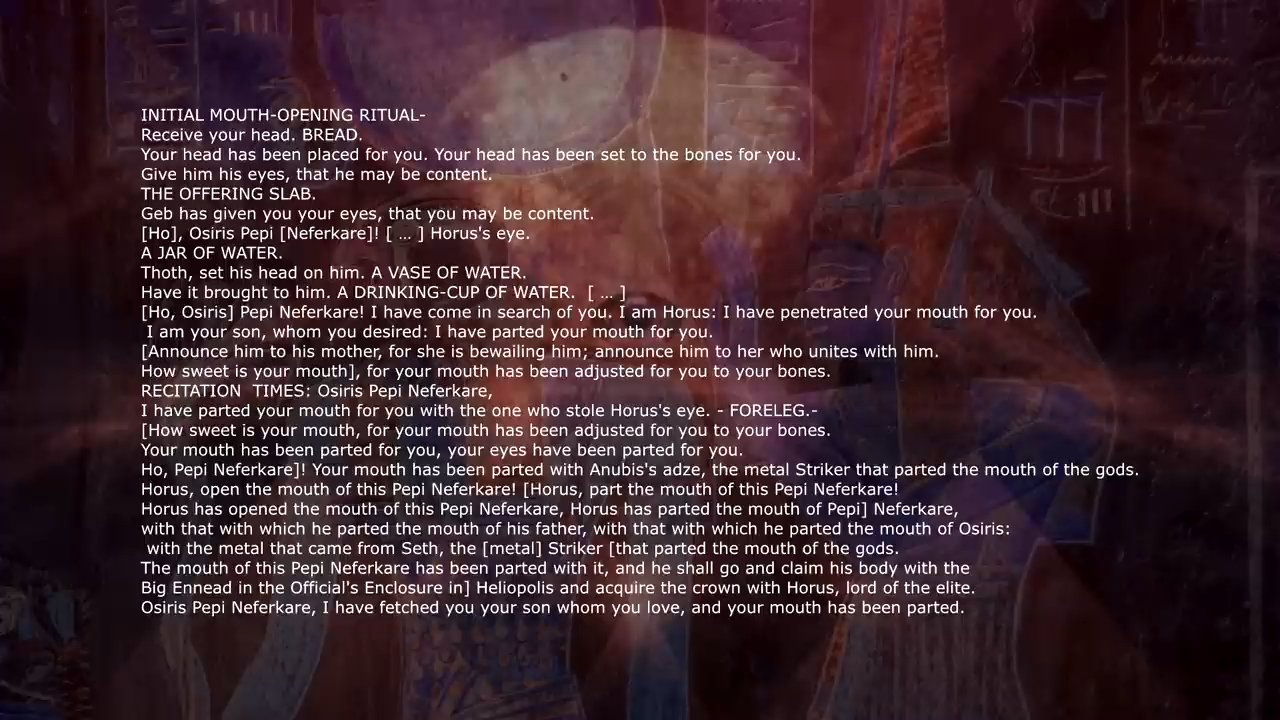 INITIAL MOUTH-OPENING RITUAL-
Receive your head. BREAD.
Your head has been placed for you. Your head has been set to the bones for you.
Give him his eyes, that he may be content.
THE OFFERING SLAB.
Geb has given you your eyes, that you may be content.
[Ho], Osiris Pepi [Neferkare]! [ … ] Horus's eye.
A JAR OF WATER.
Thoth, set his head on him. A VASE OF WATER.
Have it brought to him. A DRINKING-CUP OF WATER.  [ … ]
[Ho, Osiris] Pepi Neferkare! I have come in search of you. I am Horus: I have penetrated your mouth for you.
I am your son, whom you desired: I have parted your mouth for you.
[Announce him to his mother, for she is bewailing him; announce him to her who unites with him.
How sweet is your mouth], for your mouth has been adjusted for you to your bones.
RECITATION  TIMES: Osiris Pepi Neferkare,
I have parted your mouth for you with the one who stole Horus's eye. - FORELEG.-
[How sweet is your mouth, for your mouth has been adjusted for you to your bones.
Your mouth has been parted for you, your eyes have been parted for you.
Ho, Pepi Neferkare]! Your mouth has been parted with Anubis's adze, the metal Striker that parted the mouth of the gods.
Horus, open the mouth of this Pepi Neferkare! [Horus, part the mouth of this Pepi Neferkare!
Horus has opened the mouth of this Pepi Neferkare, Horus has parted the mouth of Pepi] Neferkare,
with that with which he parted the mouth of his father, with that with which he parted the mouth of Osiris:
with the metal that came from Seth, the [metal] Striker [that parted the mouth of the gods.
The mouth of this Pepi Neferkare has been parted with it, and he shall go and claim his body with the
Big Ennead in the Official's Enclosure in] Heliopolis and acquire the crown with Horus, lord of the elite.
Osiris Pepi Neferkare, I have fetched you your son whom you love, and your mouth has been parted.